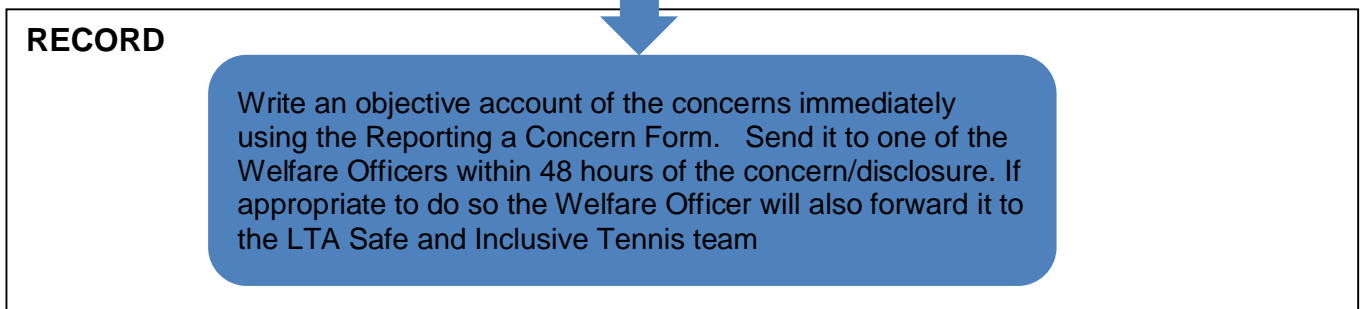 RECORD
Write an objective account of the concerns immediately
using the Reporting a Concern Form.   Send it to one of the
Welfare Officers within 48 hours of the concern/disclosure. If
appropriate to do so the Welfare Officer will also forward it to
the LTA Safe and Inclusive Tennis team